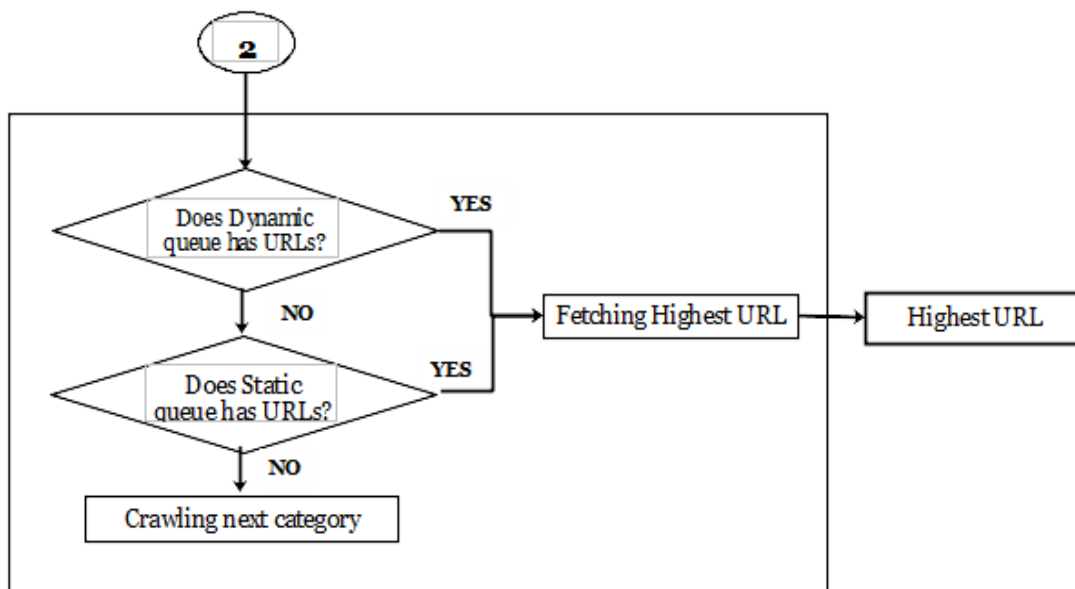 2
Does Dynamic
queue has URLs?
YES
NO
Fetching Highest URL
Highest URL
Does Static
queue has URLs?
YES
NO
Crawling next category